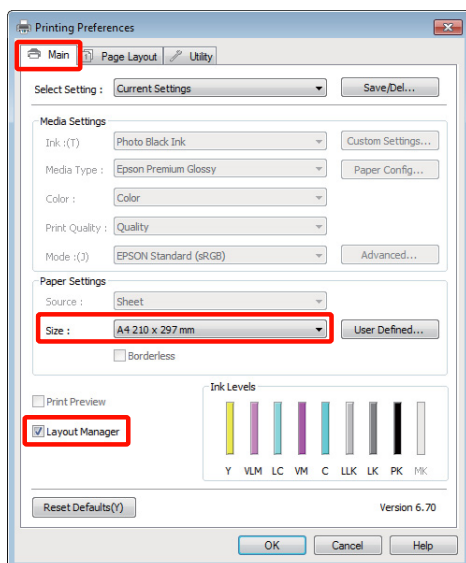 Printing Preferences
Main Page Layout Utility
Select Setting : Current Settings Save/Del...
Media Settings
Ink :(T) Photo Black Ink Custom Settings...
Media Type : Epson Premium Glossy Paper Config...
Color : Color
Print Quality : Quality
Mode :(J) EPSON Standard (sRGB) Advanced...
Paper Settings
Source : Sheet
Size : A4 210 x 297 mm User Defined...
Borderless
Ink Levels
Print Preview
Layout Manager
Y VLM LC VM C LLK LK PK MK
Reset Defaults(Y) Version 6.70
OK Cancel Help